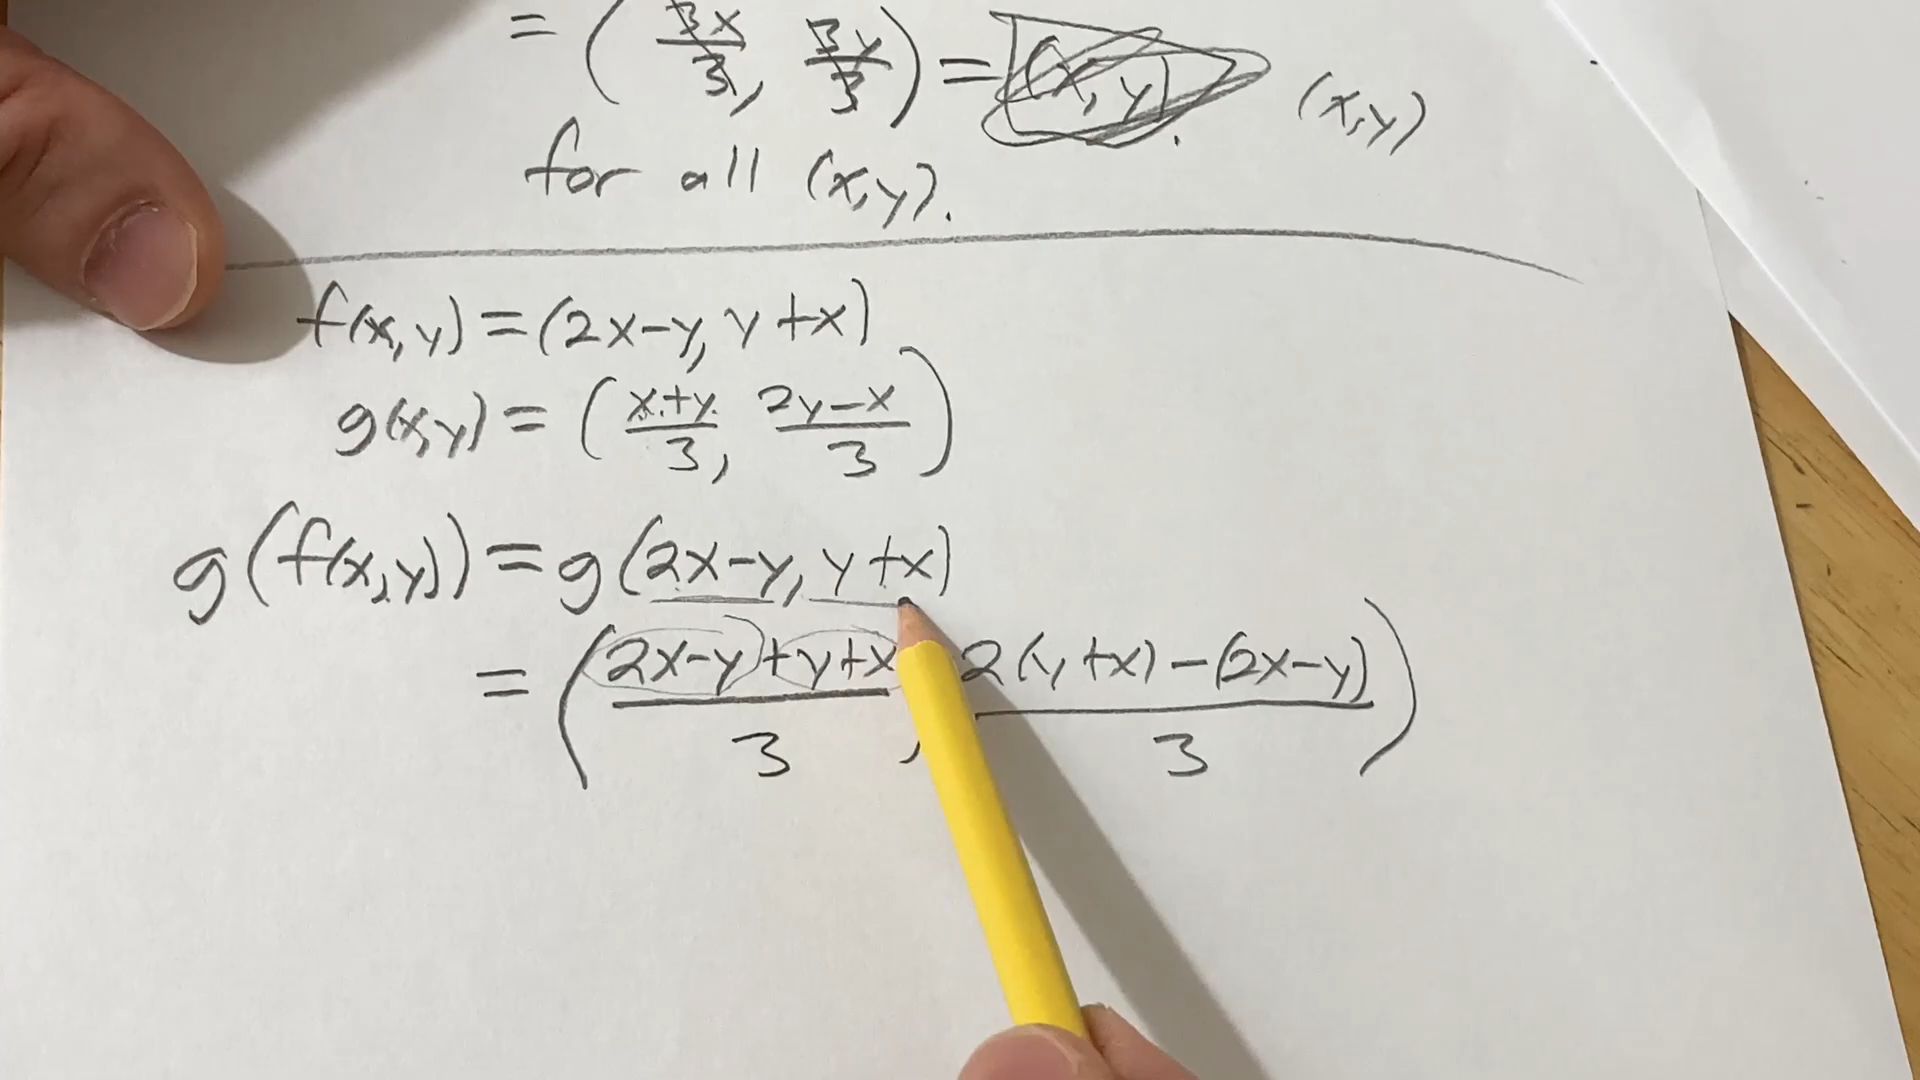 = (3x/3, 3y/3) = (x, y). (x,y)
for all (x,y).
f(x,y) = (2x-y, y+x)
g(x,y) = (x+y/3, 2y-x/3)
g(f(x,y)) = g(2x-y, y+x)
= ((2x-y)+y+x/3, 2(y+x)-(2x-y)/3)